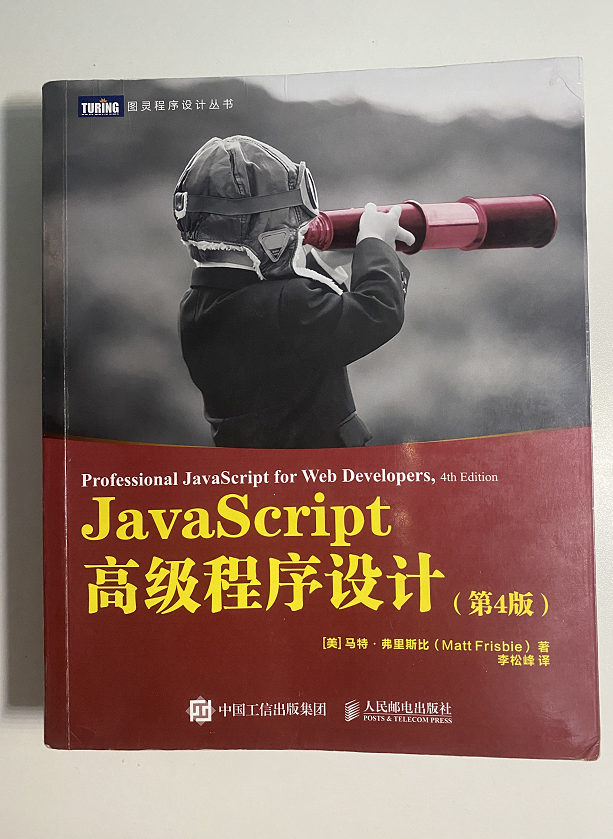 TURING 图灵程序设计丛书
Professional JavaScript for Web Developers, 4th Edition
JavaScript
高级程序设计（第4版）
[美] 马特·弗里斯比（Matt Frisbie）著
李松峰 译
中国工信出版集团 人民邮电出版社
POSTS & TELECOM PRESS